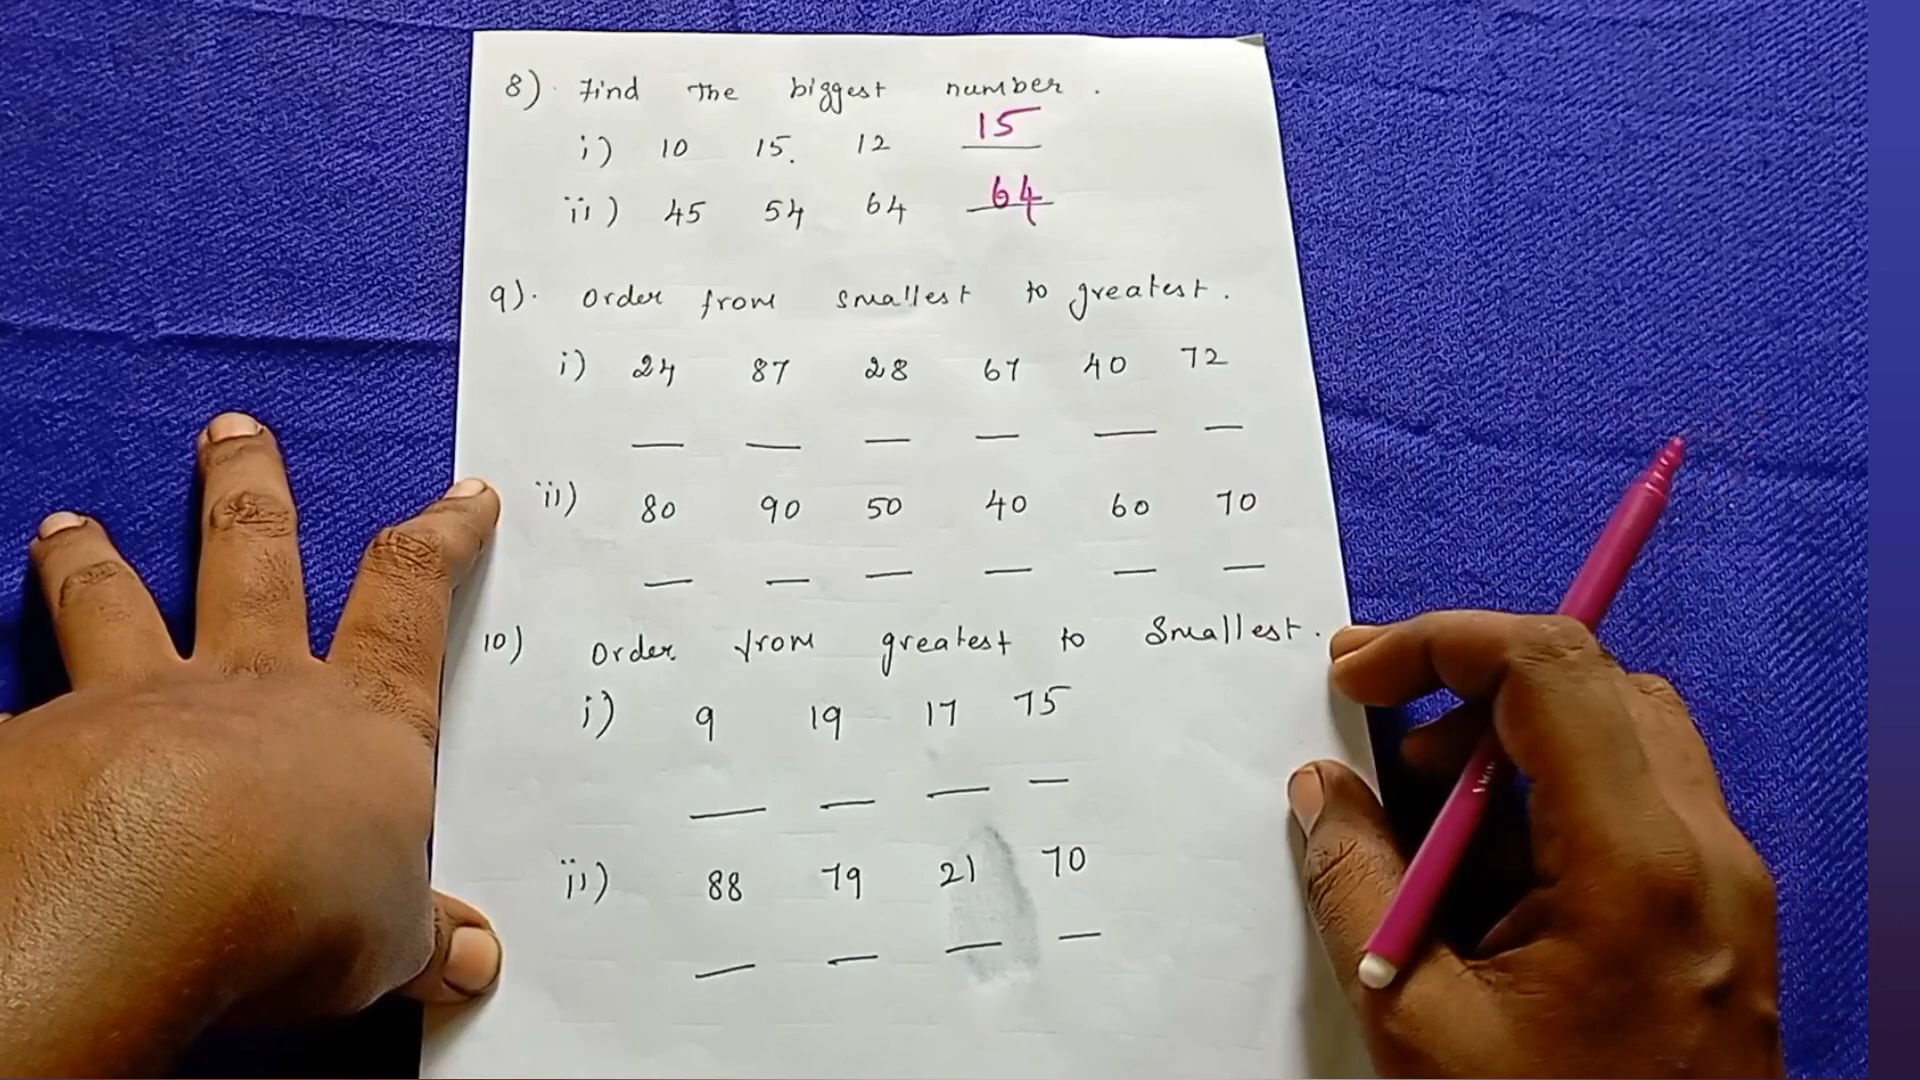 8). Find The biggest number.
i) 10 15. 12 15
ii) 45 54 64 64
9). Order from smallest to greatest.
i) 24 87 28 67 40 72
ii) 80 90 50 40 60 70
10) Order from greatest to Smallest.
i) 9 19 17 75
ii) 88 79 21 70